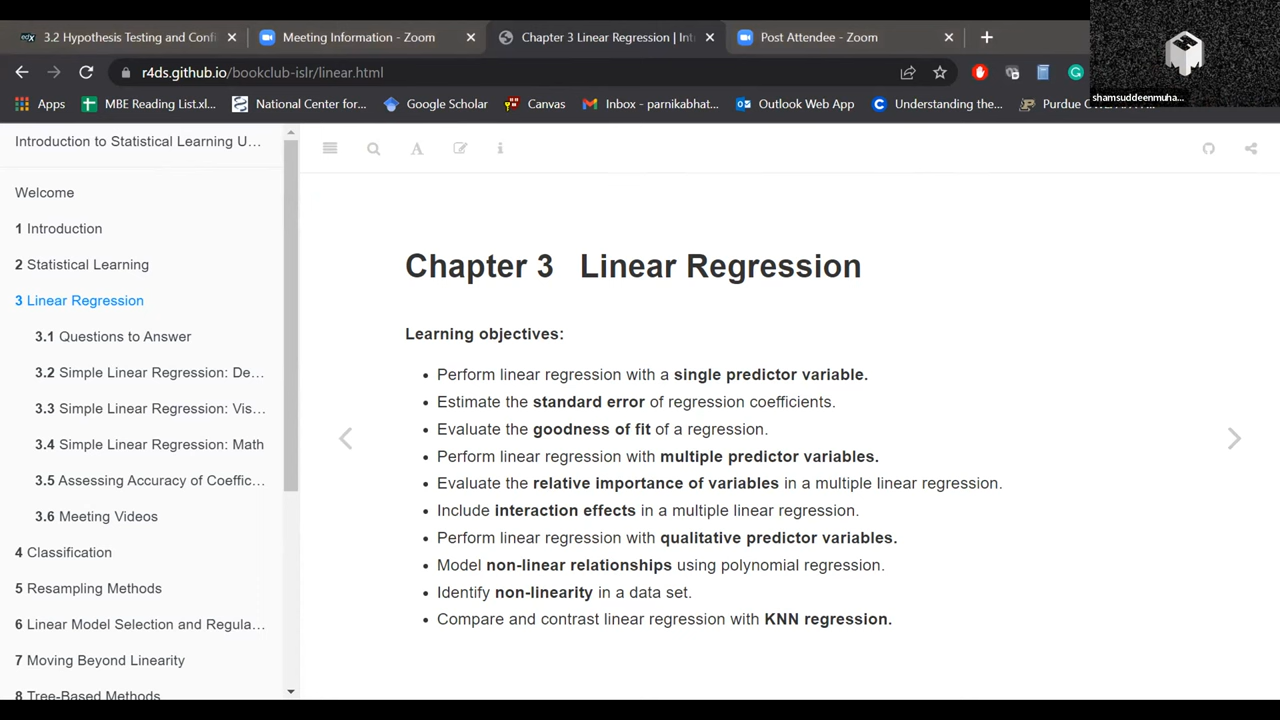 edX 3.2 Hypothesis Testing and Confi
Meeting Information - Zoom
Chapter 3 Linear Regression | Int
Post Attendee - Zoom
r4ds.github.io/bookclub-islr/linear.html
shamsuddeenmuha...
Apps
MBE Reading List.xl...
National Center for...
Google Scholar
Canvas
Inbox - parnikabhat...
Outlook Web App
Understanding the...
Introduction to Statistical Learning U...
Welcome
1 Introduction
2 Statistical Learning
3 Linear Regression
3.1 Questions to Answer
3.2 Simple Linear Regression: De...
3.3 Simple Linear Regression: Vis...
3.4 Simple Linear Regression: Math
3.5 Assessing Accuracy of Coeffic...
3.6 Meeting Videos
4 Classification
5 Resampling Methods
6 Linear Model Selection and Regula...
7 Moving Beyond Linearity
8 Tree-Based Methods
Chapter 3 Linear Regression
Learning objectives:
• Perform linear regression with a single predictor variable.
• Estimate the standard error of regression coefficients.
• Evaluate the goodness of fit of a regression.
• Perform linear regression with multiple predictor variables.
• Evaluate the relative importance of variables in a multiple linear regression.
• Include interaction effects in a multiple linear regression.
• Perform linear regression with qualitative predictor variables.
• Model non-linear relationships using polynomial regression.
• Identify non-linearity in a data set.
• Compare and contrast linear regression with KNN regression.